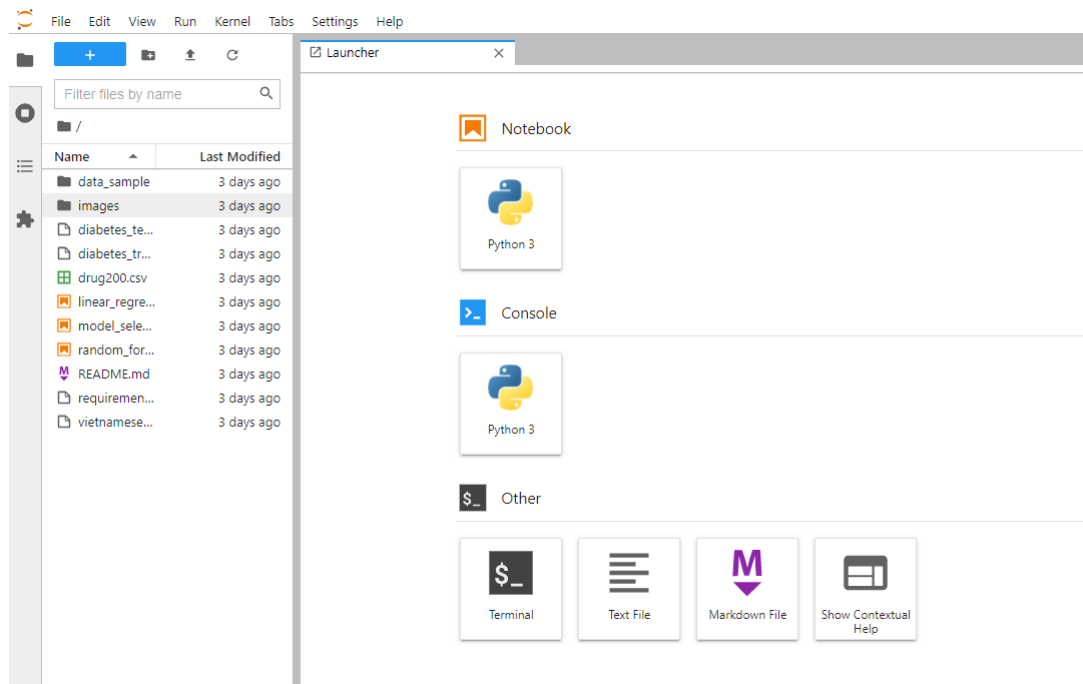 File Edit View Run Kernel Tabs Settings Help
+
Launcher
Filter files by name
/
Name Last Modified
data_sample 3 days ago
images 3 days ago
diabetes_te... 3 days ago
diabetes_tr... 3 days ago
drug200.csv 3 days ago
linear_regre... 3 days ago
model_sele... 3 days ago
random_for... 3 days ago
M README.md 3 days ago
requiremen... 3 days ago
vietnamese... 3 days ago
Notebook
Python 3
>_ Console
Python 3
$_ Other
$_
Terminal
Text File
M
Markdown File
Show Contextual
Help